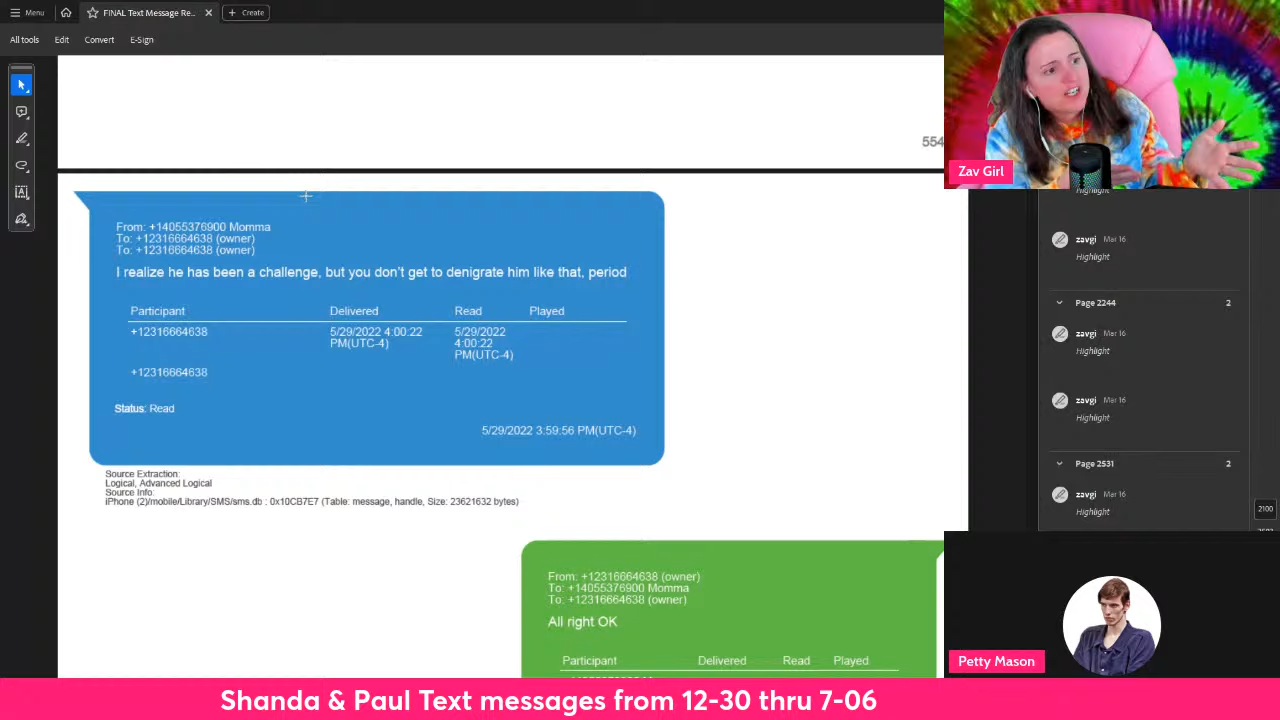 Menu
FINAL Text Message Re...
Create
All tools
Edit
Convert
E-Sign
554
From: +14055376900 Momma
To: +12316664638 (owner)
To: +12316664638 (owner)
I realize he has been a challenge, but you don't get to denigrate him like that, period
Participant Delivered Read Played
+12316664638 5/29/2022 4:00:22 PM(UTC-4) 5/29/2022 4:00:22 PM(UTC-4)
+12316664638
Status: Read
5/29/2022 3:59:56 PM(UTC-4)
Source Extraction:
Logical, Advanced Logical
Source Info:
iPhone (2)/mobile/Library/SMS/sms.db : 0x10CB7E7 (Table: message, handle, Size: 23621632 bytes)
From: +12316664638 (owner)
To: +14055376900 Momma
To: +12316664638 (owner)
All right OK
Participant Delivered Read Played
Zav Girl
Highlight
zavgi Mar 16
Highlight
Page 2244 2
zavgi Mar 16
Highlight
zavgi Mar 16
Highlight
Page 2531 2
zavgi Mar 16
Highlight
2100
Petty Mason
Shanda & Paul Text messages from 12-30 thru 7-06